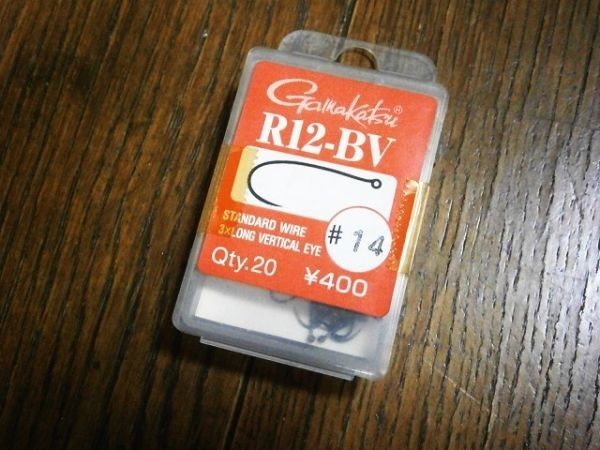 Gamakatsu®
R12-BV
STANDARD WIRE
3×LONG VERTICAL EYE
# 14
Qty.20 ¥400